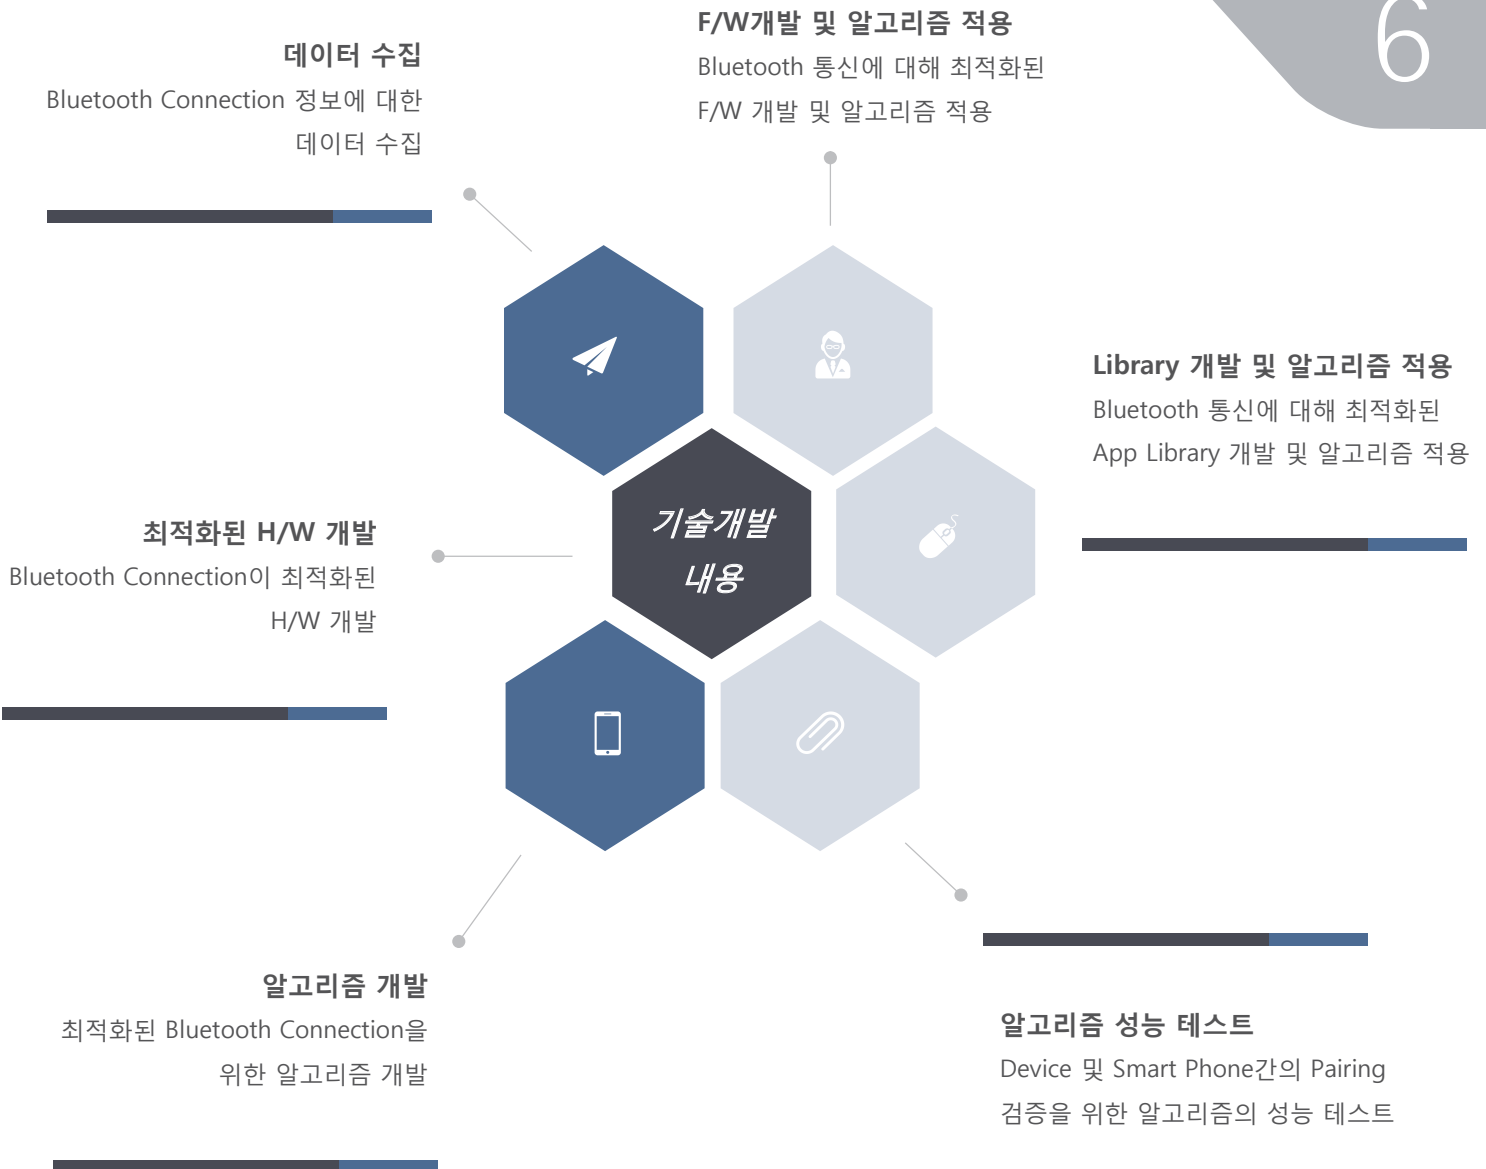 6
데이터 수집
Bluetooth Connection 정보에 대한
데이터 수집
F/W개발 및 알고리즘 적용
Bluetooth 통신에 대해 최적화된
F/W 개발 및 알고리즘 적용
Library 개발 및 알고리즘 적용
Bluetooth 통신에 대해 최적화된
App Library 개발 및 알고리즘 적용
기술개발
내용
최적화된 H/W 개발
Bluetooth Connection이 최적화된
H/W 개발
알고리즘 개발
최적화된 Bluetooth Connection을
위한 알고리즘 개발
알고리즘 성능 테스트
Device 및 Smart Phone간의 Pairing
검증을 위한 알고리즘의 성능 테스트